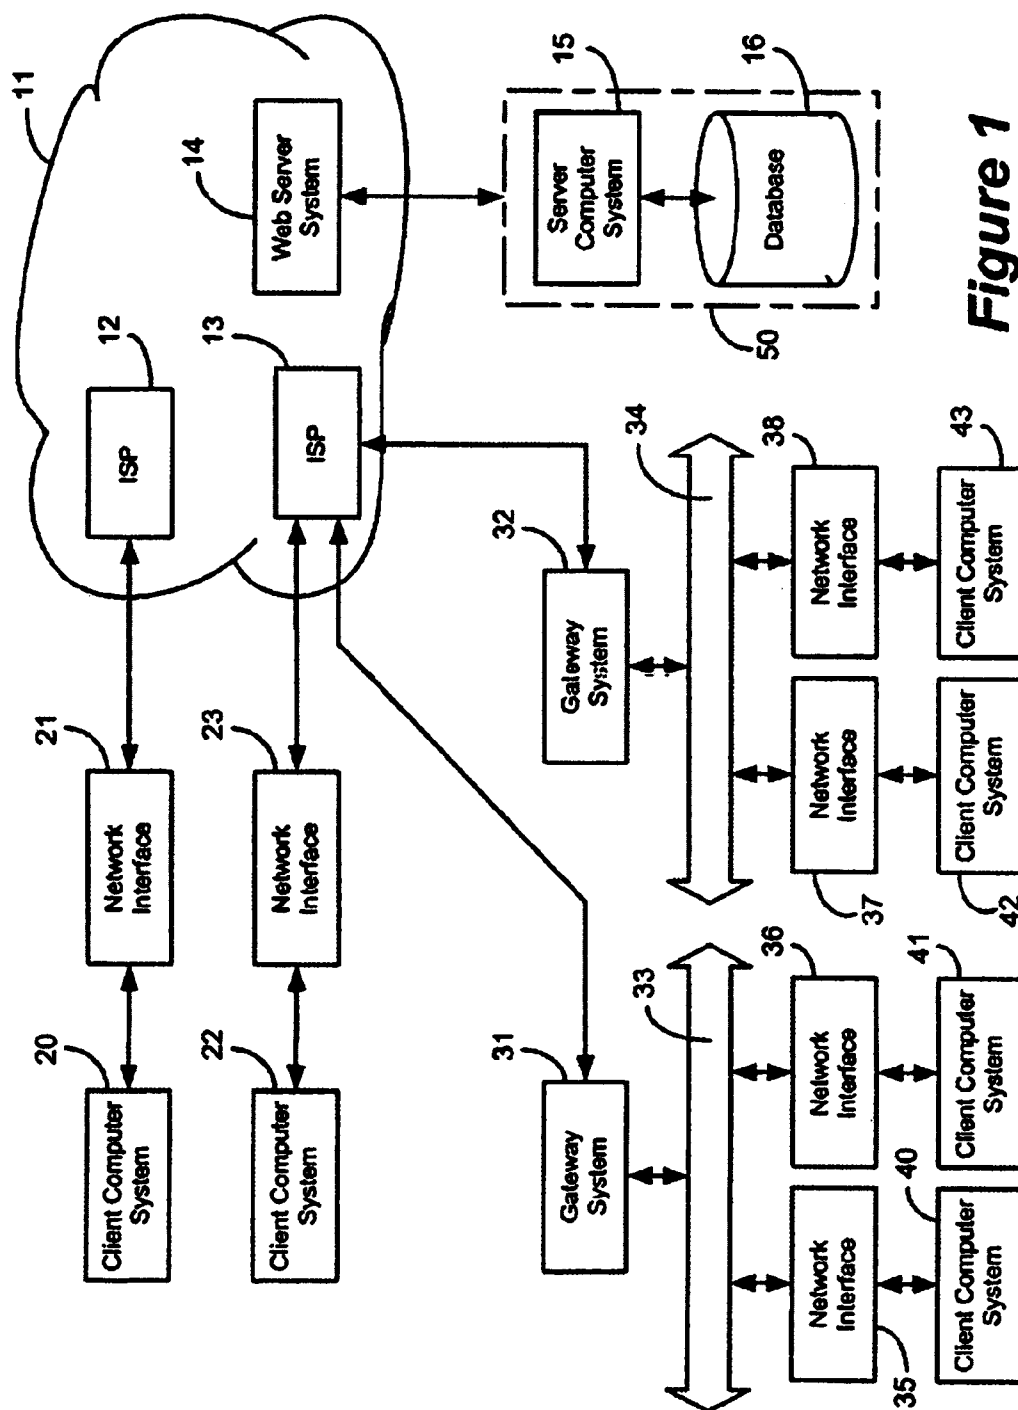 11
20
Client Computer
System
21
Network
Interface
12
ISP
14
Web Server
System
22
Client Computer
System
23
Network
Interface
13
ISP
31
Gateway
System
32
Gateway
System
15
Server
Computer
System
16
Database
50
33
34
35
Network
Interface
36
Network
Interface
37
Network
Interface
38
Network
Interface
40
Client Computer
System
41
Client Computer
System
42
Client Computer
System
43
Client Computer
System
Figure 1